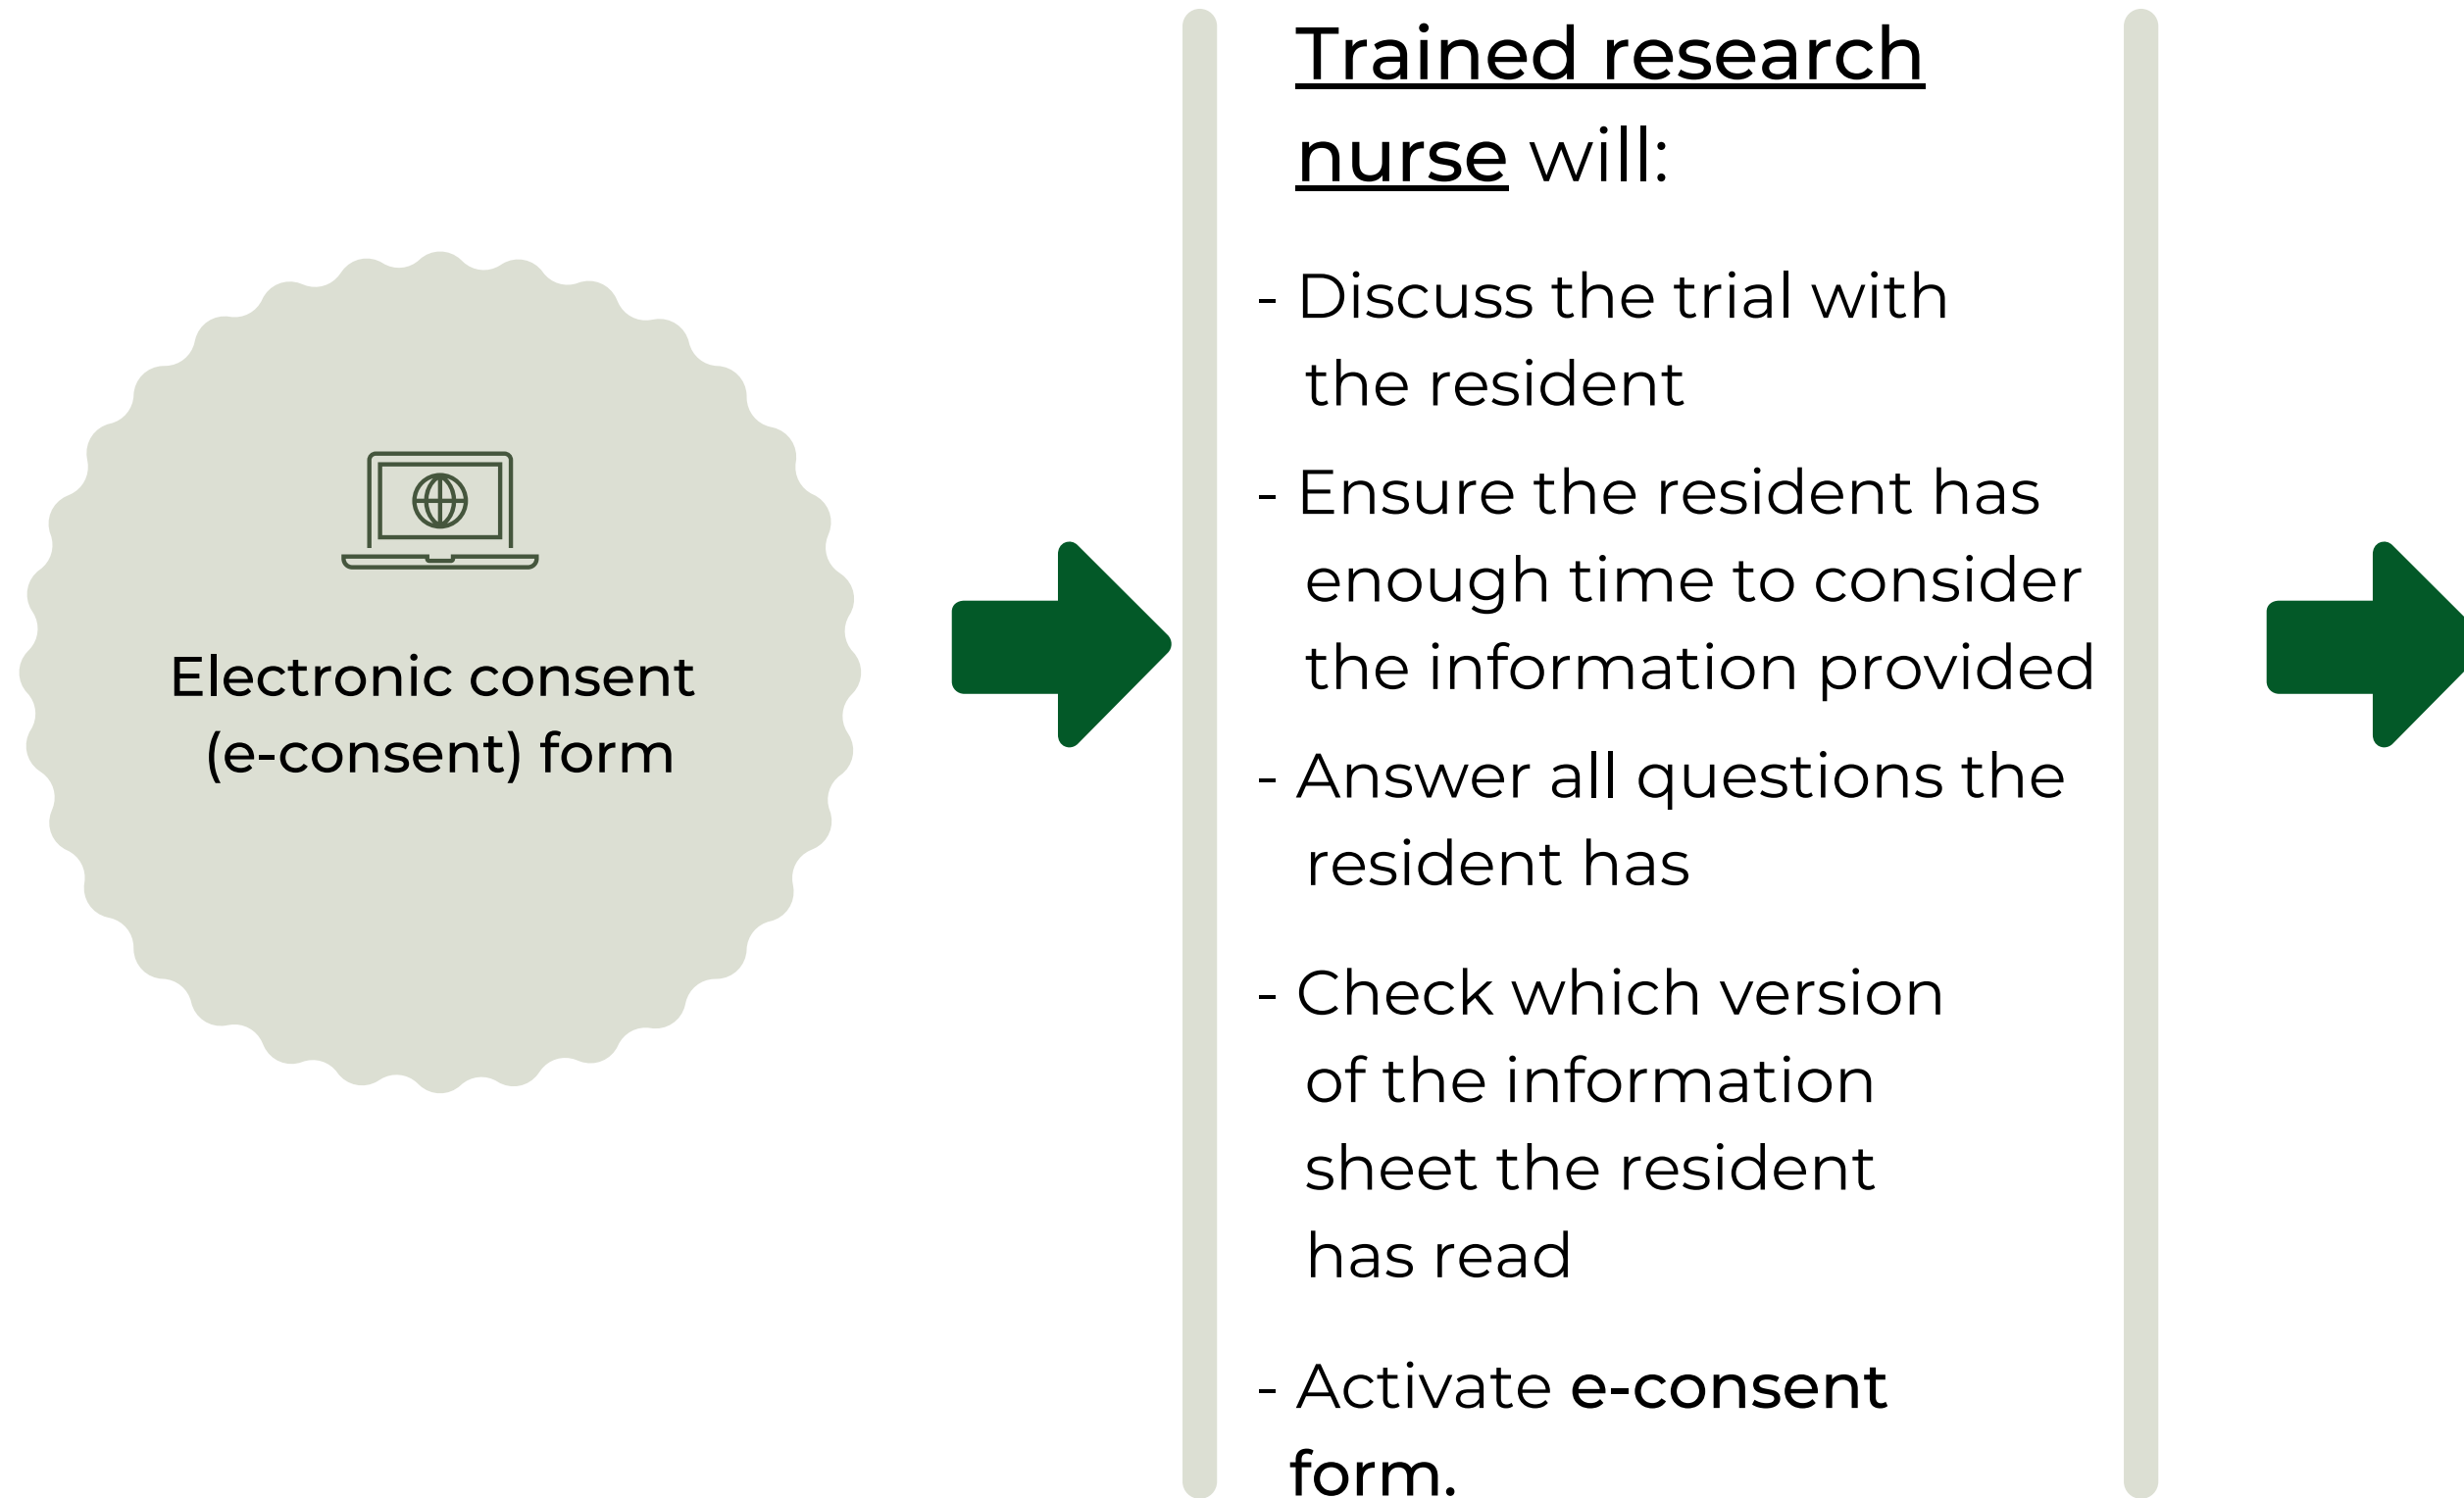 Electronic consent
(e-consent) form
Trained research
nurse will:
- Discuss the trial with
the resident
- Ensure the resident has
enough time to consider
the information provided
- Answer all questions the
resident has
- Check which version
of the information
sheet the resident
has read
- Activate e-consent
form.